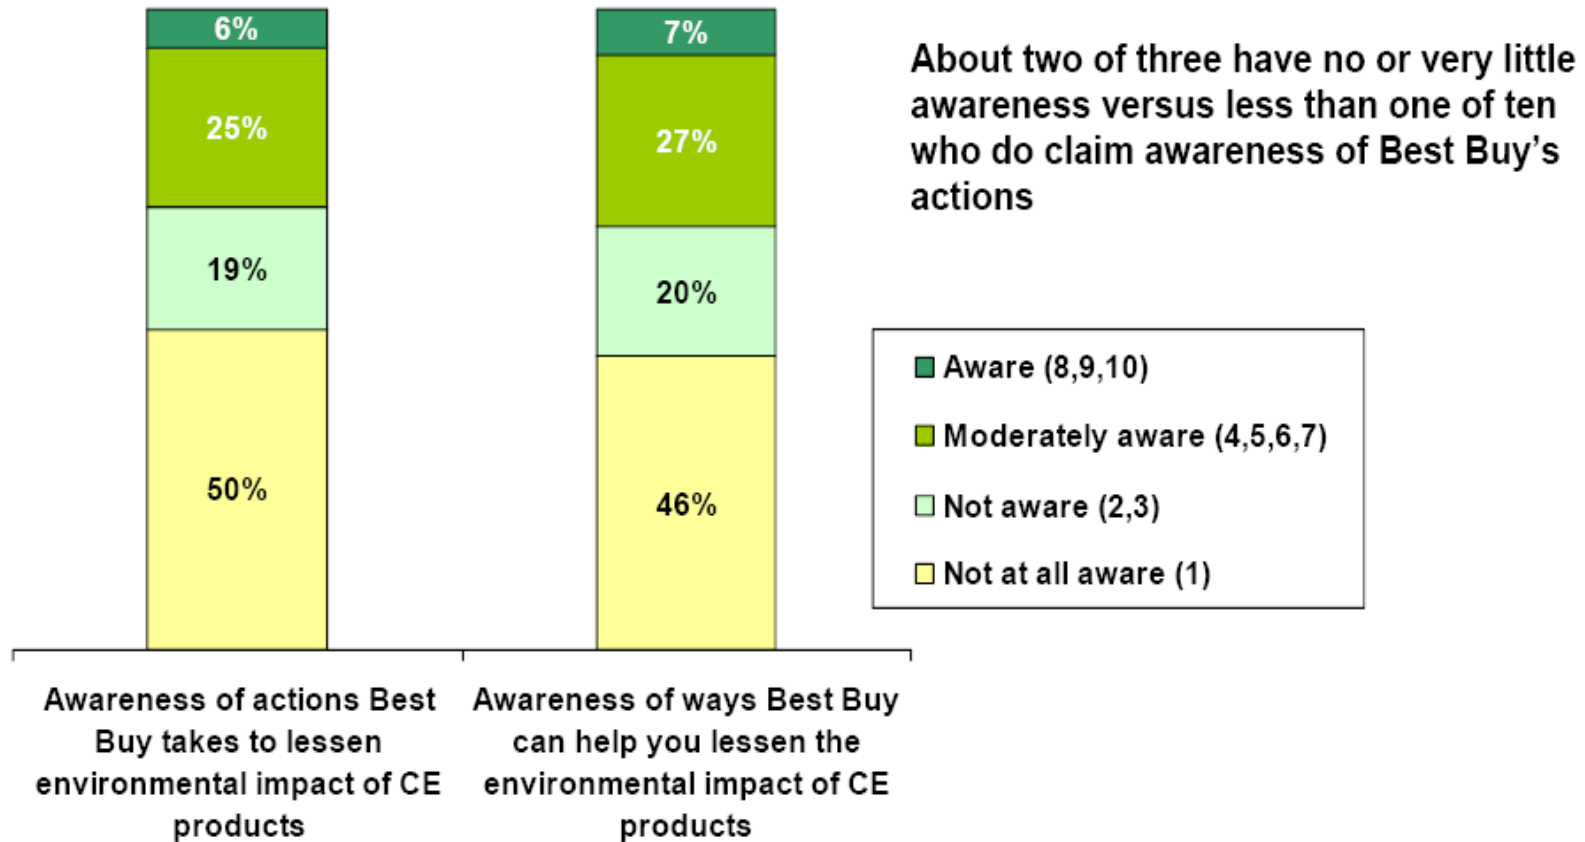 6%
25%
19%
50%
7%
27%
20%
46%
About two of three have no or very little
awareness versus less than one of ten
who do claim awareness of Best Buy’s
actions
Aware (8,9,10)
Moderately aware (4,5,6,7)
Not aware (2,3)
Not at all aware (1)
Awareness of actions Best
Buy takes to lessen
environmental impact of CE
products
Awareness of ways Best Buy
can help you lessen the
environmental impact of CE
products